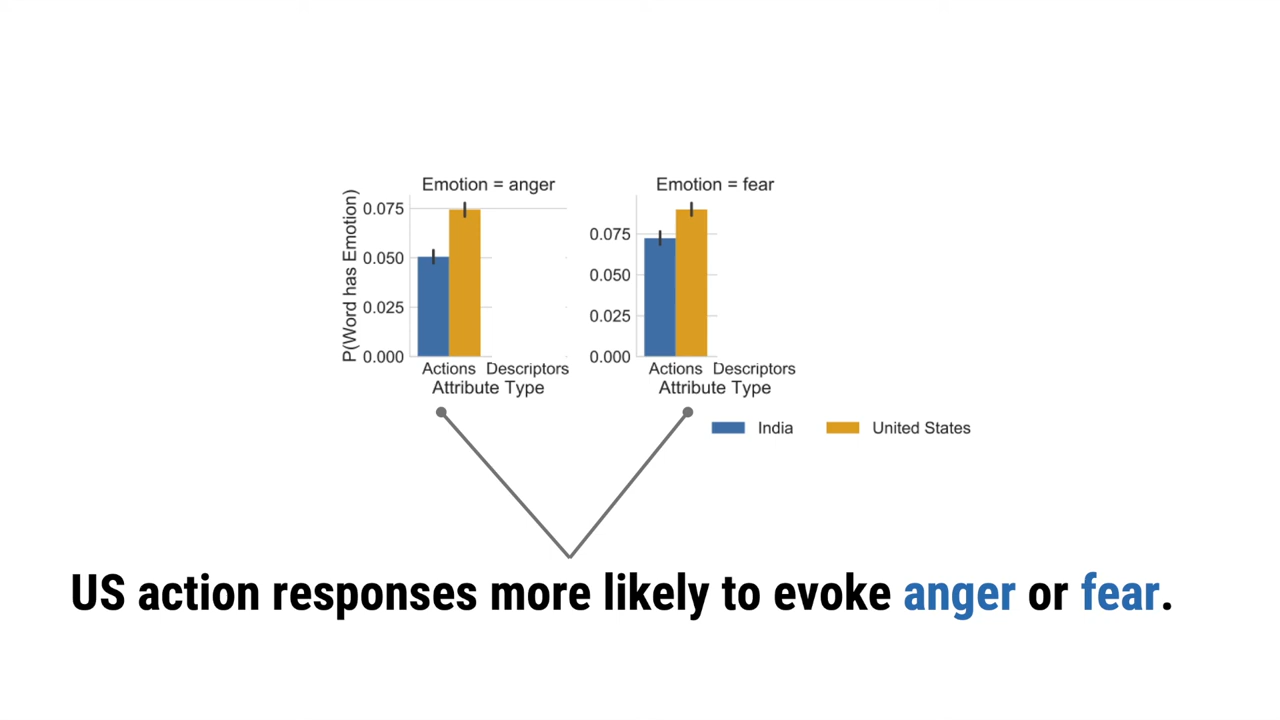 Emotion = anger
Emotion = fear
P(Word has Emotion)
0.075
0.050
0.025
0.000
0.075
0.050
0.025
0.000
Actions Descriptors
Attribute Type
Actions Descriptors
Attribute Type
India
United States
US action responses more likely to evoke anger or fear.